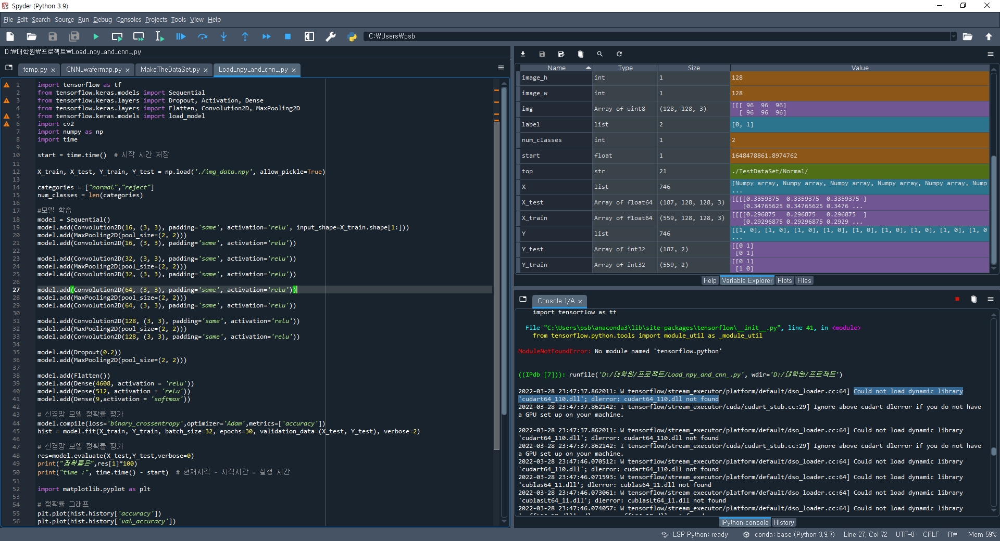 Spyder (Python 3.9)
File Edit Search Source Run Debug Consoles Projects Tools View Help
C:₩Users₩psb
D:₩대학원₩프로젝트₩Load_npy_and_cnn_.py
temp.py CNN_wafermap.py MakeTheDataSet.py Load_npy_and_cnn_.py
1 import tensorflow as tf
2 from tensorflow.keras.models import Sequential
3 from tensorflow.keras.layers import Dropout, Activation, Dense
4 from tensorflow.keras.layers import Flatten, Convolution2D, MaxPooling2D
5 from tensorflow.keras.models import load_model
6 import cv2
7 import numpy as np
8 import time
9
10 start = time.time()  # 시작 시간 저장
11
12 X_train, X_test, Y_train, Y_test = np.load('./img_data.npy', allow_pickle=True)
13
14 categories = ["normal","reject"]
15 num_classes = len(categories)
16
17 #모델 학습
18 model = Sequential()
19 model.add(Convolution2D(16, (3, 3), padding='same', activation='relu', input_shape=X_train.shape[1:]))
20 model.add(MaxPooling2D(pool_size=(2, 2)))
21 model.add(Convolution2D(16, (3, 3), padding='same', activation='relu'))
22
23 model.add(Convolution2D(32, (3, 3), padding='same', activation='relu'))
24 model.add(MaxPooling2D(pool_size=(2, 2)))
25 model.add(Convolution2D(32, (3, 3), padding='same', activation='relu'))
26
27 model.add(Convolution2D(64, (3, 3), padding='same', activation='relu'))
28 model.add(MaxPooling2D(pool_size=(2, 2)))
29 model.add(Convolution2D(64, (3, 3), padding='same', activation='relu'))
30
31 model.add(Convolution2D(128, (3, 3), padding='same', activation='relu'))
32 model.add(MaxPooling2D(pool_size=(2, 2)))
33 model.add(Convolution2D(128, (3, 3), padding='same', activation='relu'))
34
35 model.add(Dropout(0.2))
36 model.add(MaxPooling2D(pool_size=(2, 2)))
37
38 model.add(Flatten())
39 model.add(Dense(4608, activation = 'relu'))
40 model.add(Dense(512, activation = 'relu'))
41 model.add(Dense(9,activation = 'softmax'))
42
43 # 신경망 모델 정확률 평가
44 model.compile(loss='binary_crossentropy',optimizer='Adam',metrics=['accuracy'])
45 hist = model.fit(X_train, Y_train, batch_size=32, epochs=30, validation_data=(X_test, Y_test), verbose=2)
46
47 # 신경망 모델 정확률 평가
48 res=model.evaluate(X_test,Y_test,verbose=0)
49 print("정확률은",res[1]*100)
50 print("time :", time.time() - start)  # 현재시각 - 시작시간 = 실행 시간
51
52 import matplotlib.pyplot as plt
53
54 # 정확률 그래프
55 plt.plot(hist.history['accuracy'])
56 plt.plot(hist.history['val_accuracy'])
Name Type Size Value
image_h int 1 128
image_w int 1 128
img Array of uint8 (128, 128, 3) [[[ 96  96  96]
[ 96  96  96]
label list 2 [0, 1]
num_classes int 1 2
start float 1 1648478861.8974762
top str 21 ./TestDataSet/Normal/
X list 746 [Numpy array, Numpy array, Numpy array, Numpy array, Numpy array, Nump
...
X_test Array of float64 (187, 128, 128, 3) [[[[0.3359375  0.3359375  0.3359375 ]
[0.34765625 0.34765625 0.3476 ...
X_train Array of float64 (559, 128, 128, 3) [[[[0.296875   0.296875   0.296875  ]
[0.29296875 0.29296875 0.2929 ...
Y list 746 [[1, 0], [1, 0], [1, 0], [1, 0], [1, 0], [1, 0], [1, 0], [1, 0], [1, 0
...
Y_test Array of int32 (187, 2) [[0 1]
[0 1]
Y_train Array of int32 (559, 2) [[0 1]
[1 0]
Help Variable Explorer Plots Files
Console 1/A
import tensorflow as tf
File "C:\Users\psb\anaconda3\lib\site-packages\tensorflow\__init__.py", line 41, in <module>
from tensorflow.python.tools import module_util as _module_util
ModuleNotFoundError: No module named 'tensorflow.python'
((IPdb [7])): runfile('D:/대학원/프로젝트/Load_npy_and_cnn_.py', wdir='D:/대학원/프로젝트')
2022-03-28 23:47:37.862011: W tensorflow/stream_executor/platform/default/dso_loader.cc:64] Could not load dynamic library
'cudart64_110.dll'; dlerror: cudart64_110.dll not found
2022-03-28 23:47:37.862142: I tensorflow/stream_executor/cuda/cudart_stub.cc:29] Ignore above cudart dlerror if you do not have
a GPU set up on your machine.
2022-03-28 23:47:37.862011: W tensorflow/stream_executor/platform/default/dso_loader.cc:64] Could not load dynamic library
'cudart64_110.dll'; dlerror: cudart64_110.dll not found
2022-03-28 23:47:37.862142: I tensorflow/stream_executor/cuda/cudart_stub.cc:29] Ignore above cudart dlerror if you do not have
a GPU set up on your machine.
2022-03-28 23:47:46.070512: W tensorflow/stream_executor/platform/default/dso_loader.cc:64] Could not load dynamic library
'cudart64_110.dll'; dlerror: cudart64_110.dll not found
2022-03-28 23:47:46.071593: W tensorflow/stream_executor/platform/default/dso_loader.cc:64] Could not load dynamic library
'cublas64_11.dll'; dlerror: cublas64_11.dll not found
2022-03-28 23:47:46.073061: W tensorflow/stream_executor/platform/default/dso_loader.cc:64] Could not load dynamic library
'cublasLt64_11.dll'; dlerror: cublasLt64_11.dll not found
2022-03-28 23:47:46.074057: W tensorflow/stream_executor/platform/default/dso_loader.cc:64] Could not load dynamic library
IPython console History
LSP Python: ready conda: base (Python 3.9.7) Line 27, Col 72 UTF-8 CRLF RW Mem 59%